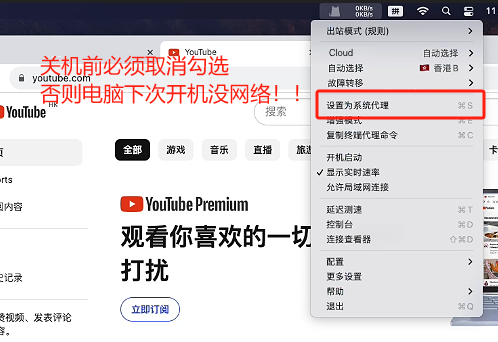 0KB/s
0KB/s
拼
11
出站模式 (规则)
Cloud 自动选择
自动选择 香港 B
故障转移
设置为系统代理 ⌘ S
增强模式 ⌘ E
复制终端代理命令 ⌘ C
开机启动
✓ 显示实时速率
允许局域网连接
延迟测速 ⌘ T
控制台 ⌘ D
连接查看器 ⇧⌘ D
配置
更多设置
帮助
退出 ⌘ Q
关机前必须取消勾选
否则电脑下次开机没网络！！
YouTube
youtube.com
YouTube HK
搜索
页
全部
游戏
音乐
直播
旅游
卡
orts
内容
史记录
赞视频、发表评论
容。
YouTube Premium
观看你喜欢的一切
打扰
立即订阅